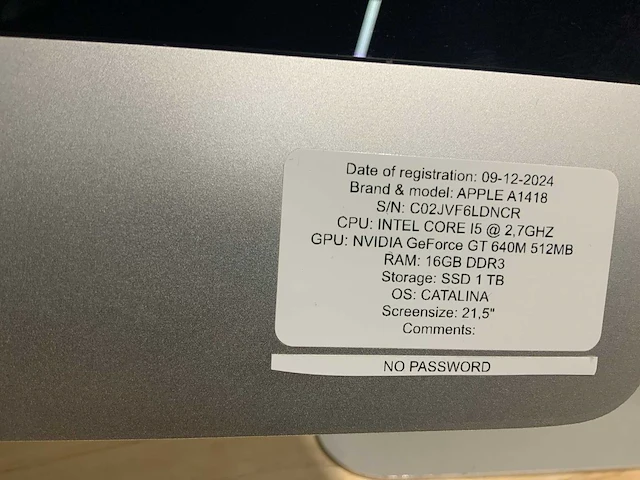 Date of registration: 09-12-2024
Brand & model: APPLE A1418
S/N: C02JVF6LDNCR
CPU: INTEL CORE I5 @ 2,7GHZ
GPU: NVIDIA GeForce GT 640M 512MB
RAM: 16GB DDR3
Storage: SSD 1 TB
OS: CATALINA
Screensize: 21,5"
Comments:
NO PASSWORD